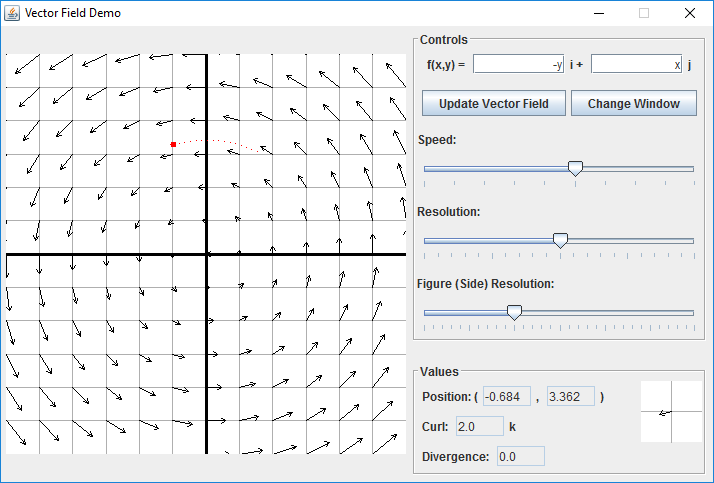 Vector Field Demo
Controls
f(x,y) = -y i + x j
Update Vector Field Change Window
Speed:
Resolution:
Figure (Side) Resolution:
Values
Position: ( -0.684 , 3.362 )
Curl: 2.0 k
Divergence: 0.0